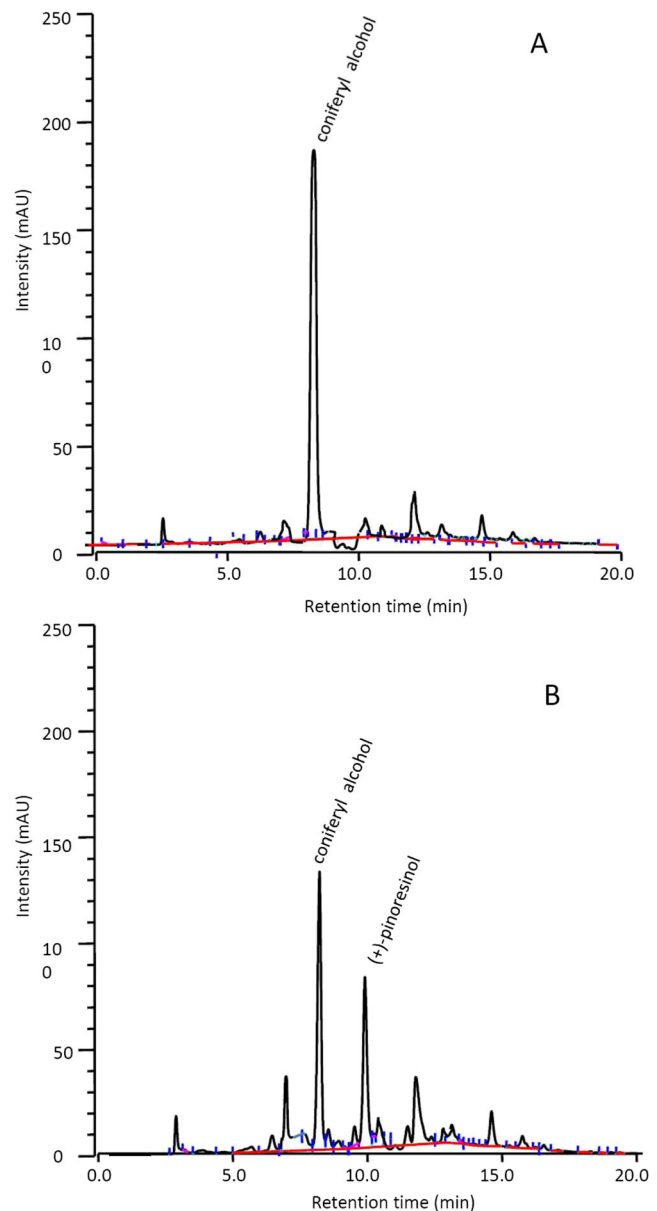 250
A
coniferyl alcohol
200
Intensity (mAU)
150
10
0
50
0
0.0 5.0 10.0 15.0 20.0
Retention time (min)
250
B
200
coniferyl alcohol
Intensity (mAU)
150
(+)-pinoresinol
10
0
50
0
0.0 5.0 10.0 15.0 20.0
Retention time (min)